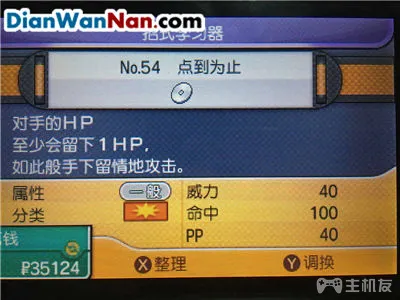 DianWanNan.com
招式学习器
No.54 点到为止
对手的HP
至少会留下1HP，
如此般手下留情地攻击。
属性 一般 威力 40
分类 命中 100
PP 40
钱
₽35124
X整理 Y调换
主机友